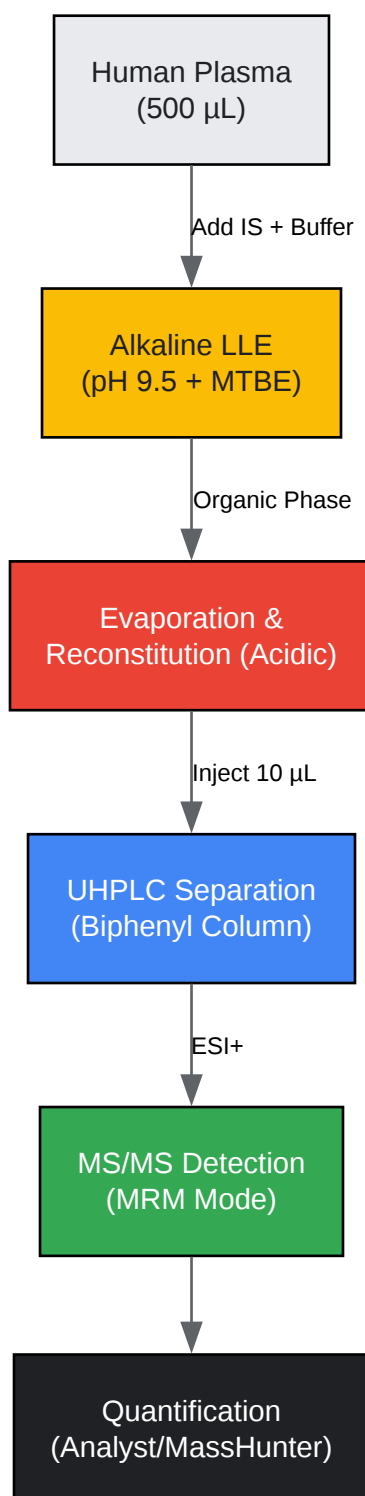 Human Plasma
(500 µL)
Add IS + Buffer
Alkaline LLE
(pH 9.5 + MTBE)
Organic Phase
Evaporation &
Reconstitution (Acidic)
Inject 10 µL
UHPLC Separation
(Biphenyl Column)
ESI+
MS/MS Detection
(MRM Mode)
Quantification
(Analyst/MassHunter)